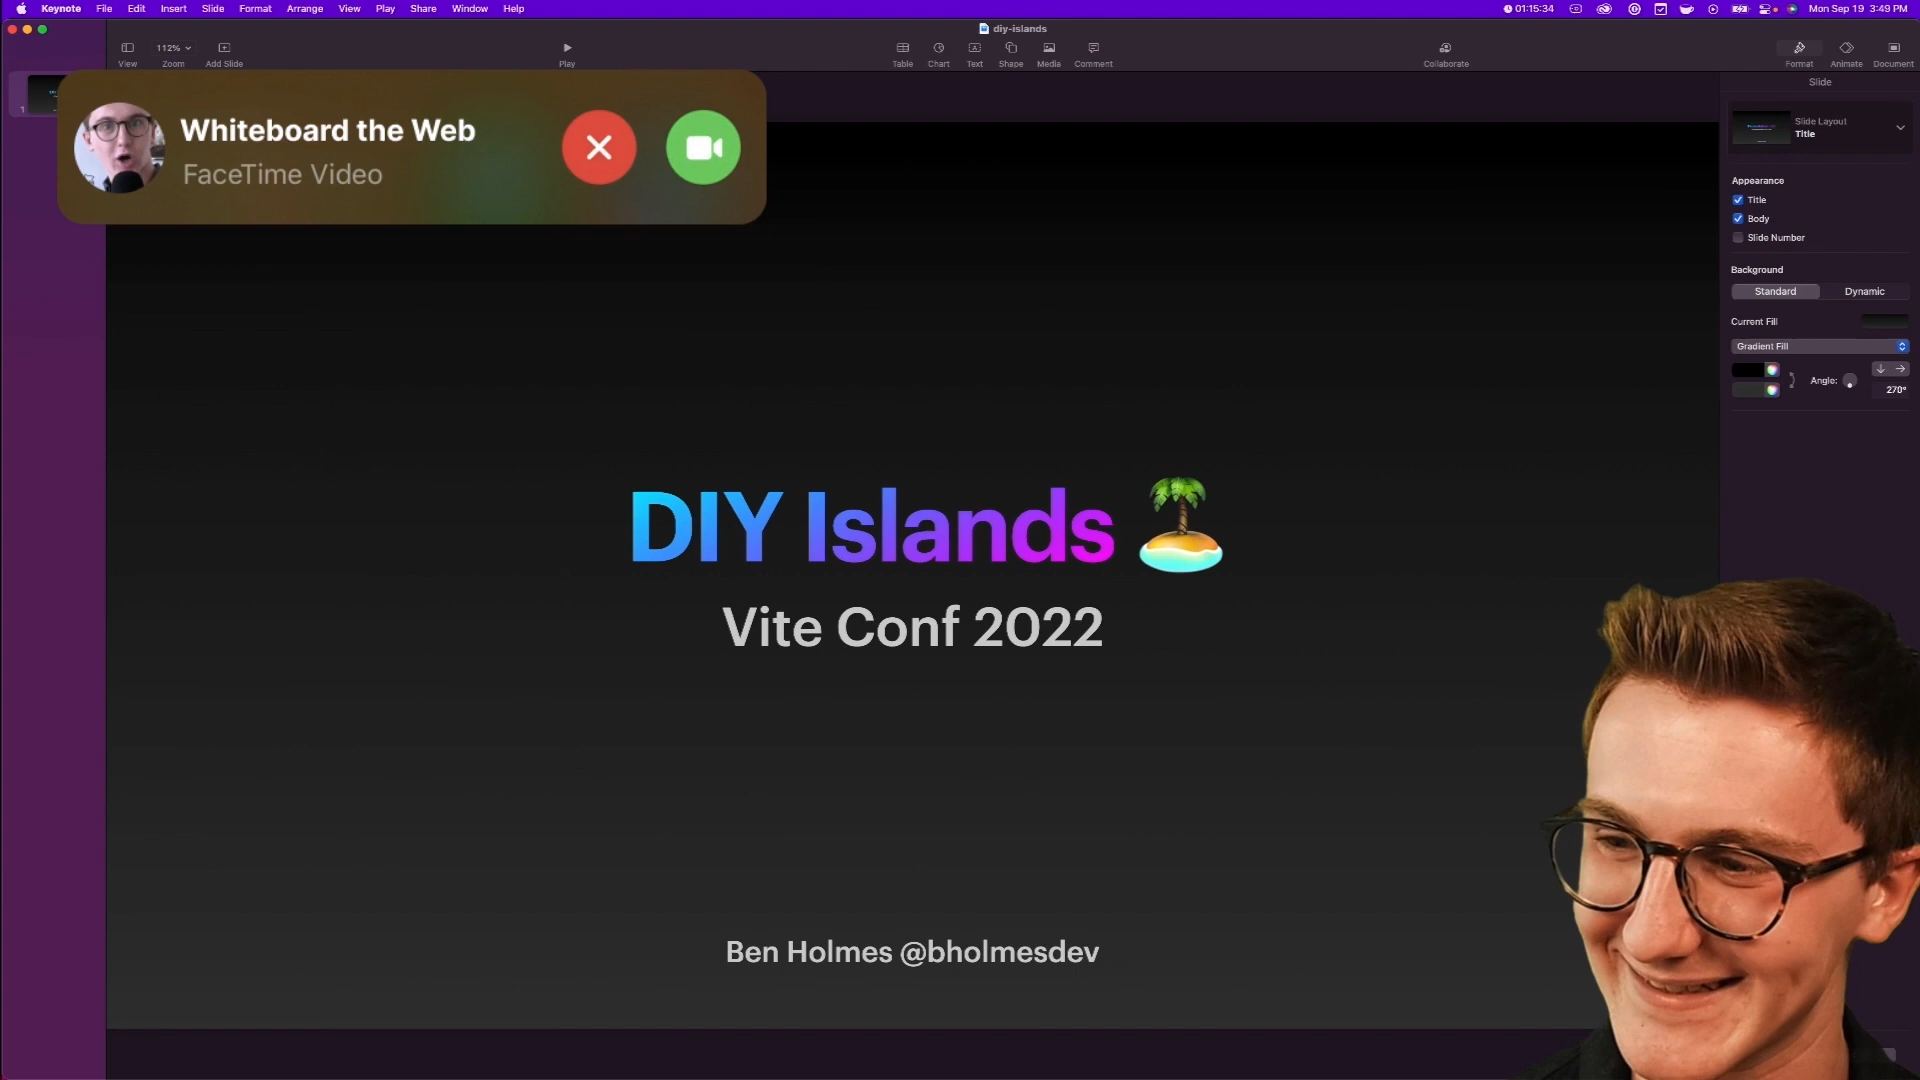 Keynote File Edit Insert Slide Format Arrange View Play Share Window Help 01:15:34 Mon Sep 19 3:49 PM
diy-islands
112%
View Zoom Add Slide Play Table Chart Text Shape Media Comment Collaborate Format Animate Document
Slide
1
Whiteboard the Web
FaceTime Video
Slide Layout
Title
Appearance
Title
Body
Slide Number
Background
Standard Dynamic
Current Fill
Gradient Fill
Angle:
270°
DIY Islands
Vite Conf 2022
Ben Holmes @bholmesdev